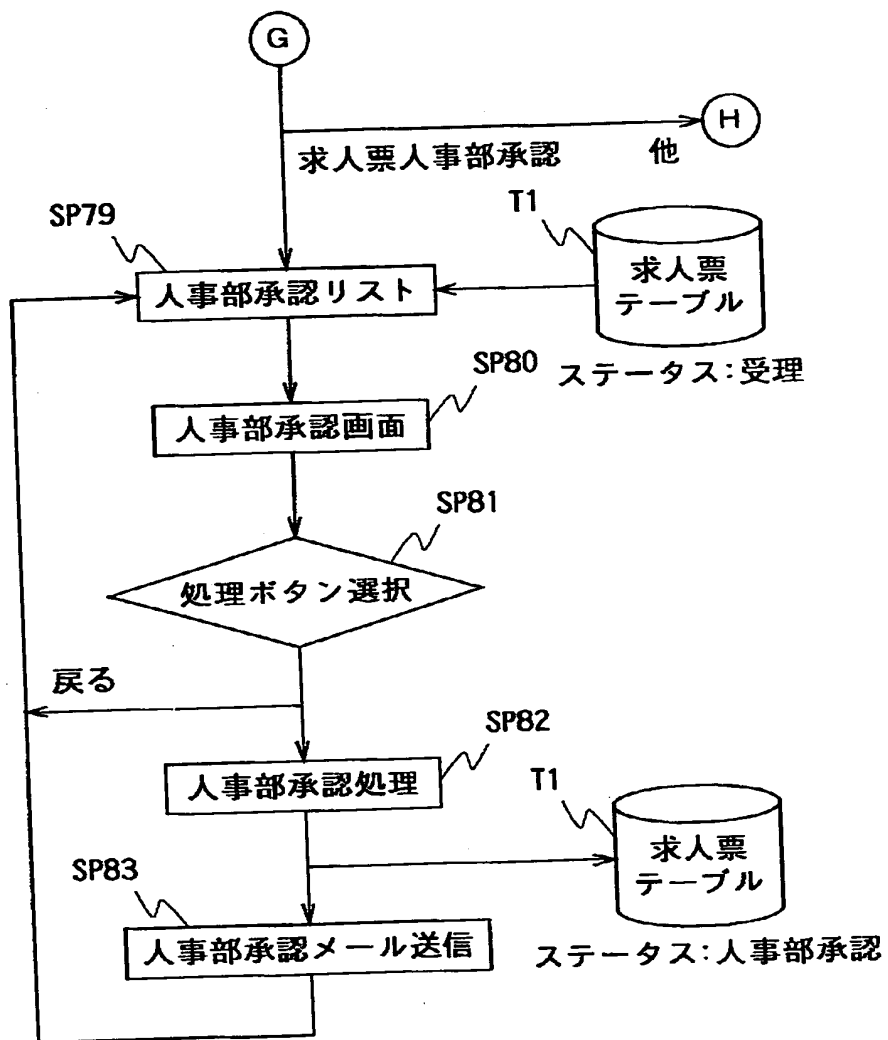 G
H
求人票人事部承認 他
SP79
T1
求人票
テーブル
人事部承認リスト
ステータス:受理
SP80
人事部承認画面
SP81
処理ボタン選択
戻る
SP82
人事部承認処理
T1
求人票
テーブル
SP83
人事部承認メール送信
ステータス:人事部承認